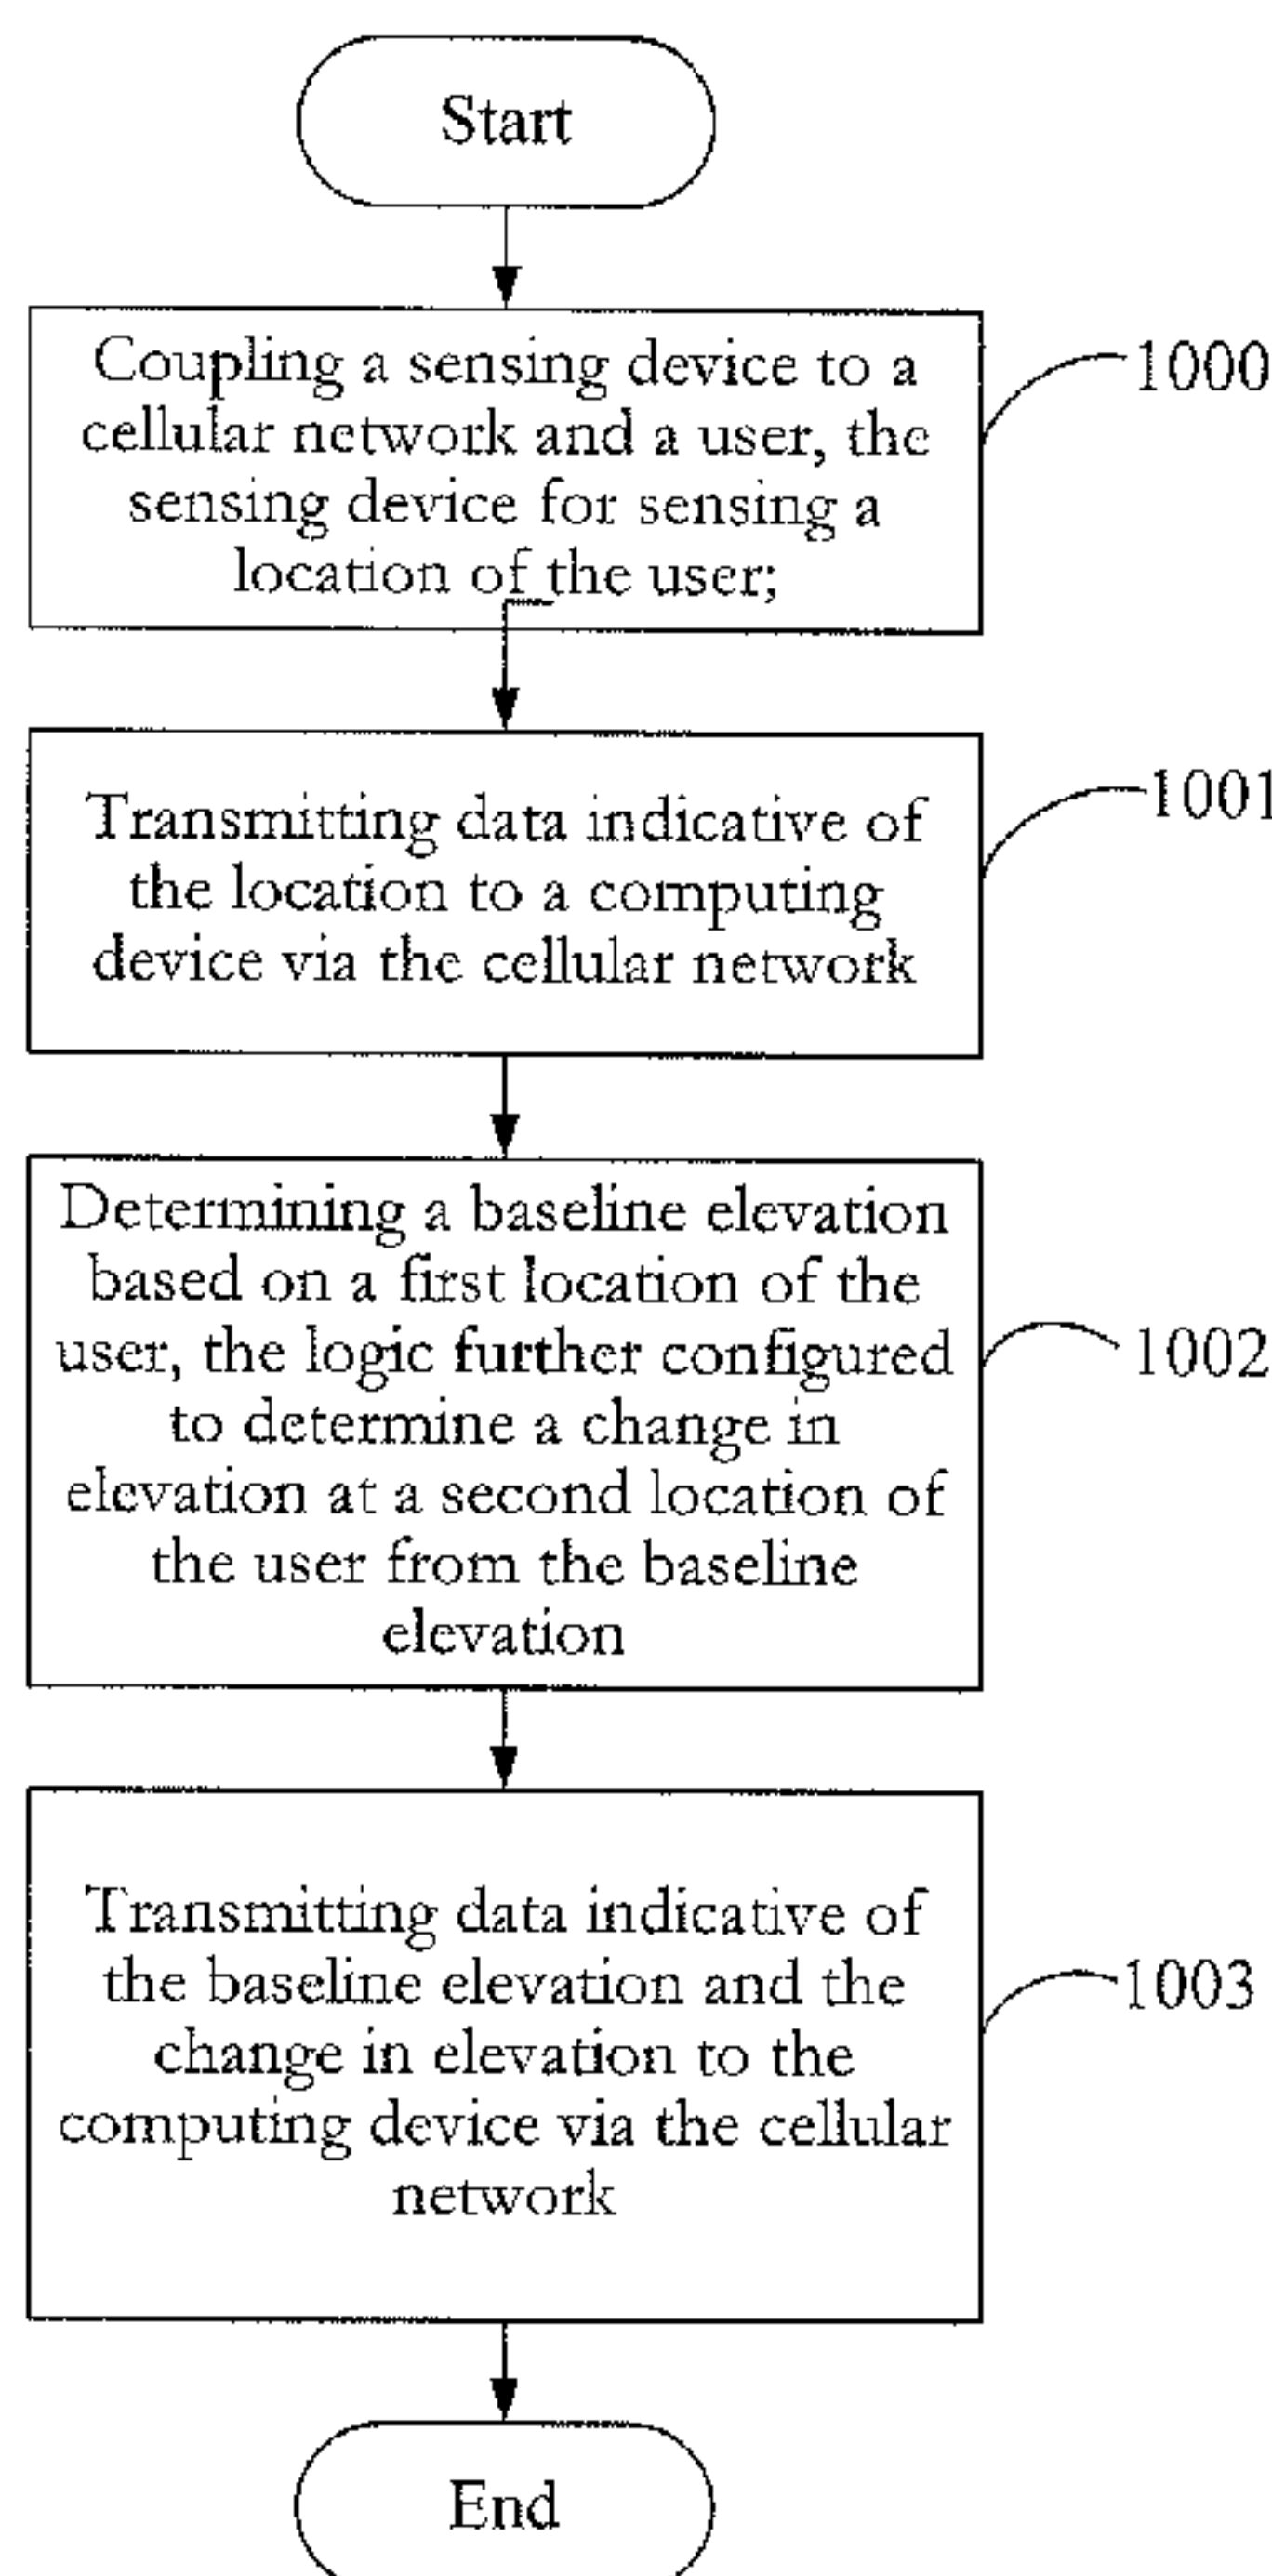 Start
Coupling a sensing device to a
cellular network and a user, the
sensing device for sensing a
location of the user;
1000
Transmitting data indicative of
the location to a computing
device via the cellular network
1001
Determining a baseline elevation
based on a first location of the
user, the logic further configured
to determine a change in
elevation at a second location of
the user from the baseline
elevation
1002
Transmitting data indicative of
the baseline elevation and the
change in elevation to the
computing device via the cellular
network
1003
End